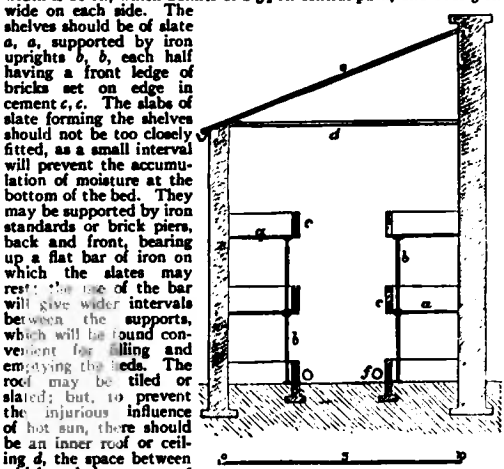 wide on each side. The
shelves should be of slate
a, a, supported by iron
uprights b, b, each half
having a front ledge of
bricks set on edge in
cement c, c. The slabs of
slate forming the shelves
should not be too closely
fitted, as a small interval
will prevent the accumu-
lation of moisture at the
bottom of the bed. They
may be supported by iron
standards or brick piers,
back and front, bearing
up a flat bar of iron on
which the slates may
rest; the use of the bar
will give wider intervals
between the supports,
which will be found con-
venient for filling and
emptying the beds. The
roof may be tiled or
slated; but, to prevent
the injurious influence
of hot sun, there should
be an inner roof or ceil-
ing d, the space between
d
c
a
b
c
a
b
f